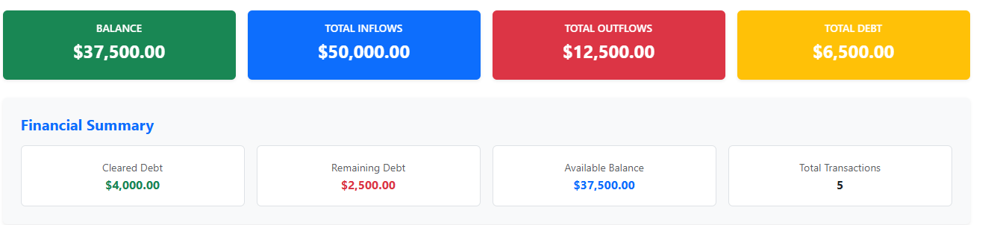 BALANCE
$37,500.00
TOTAL INFLOWS
$50,000.00
TOTAL OUTFLOWS
$12,500.00
TOTAL DEBT
$6,500.00
Financial Summary
Cleared Debt
$4,000.00
Remaining Debt
$2,500.00
Available Balance
$37,500.00
Total Transactions
5